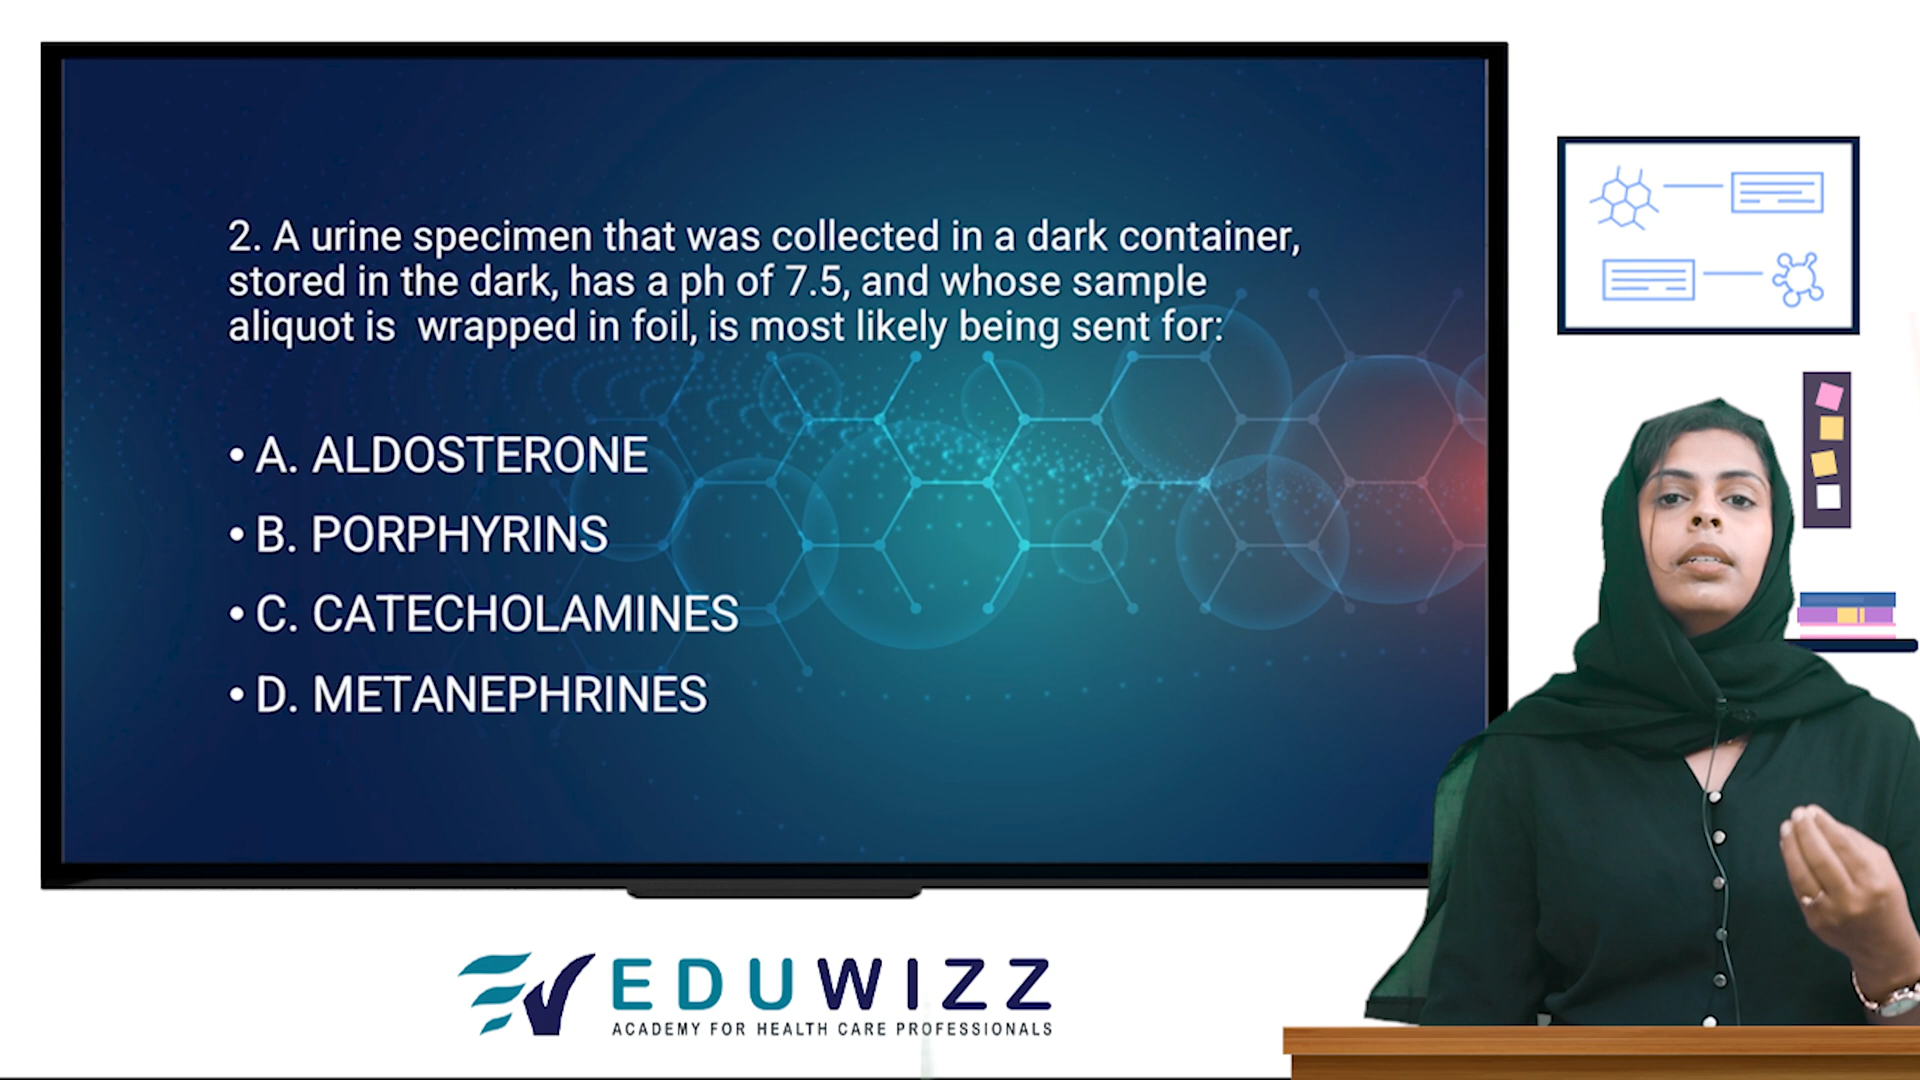 2. A urine specimen that was collected in a dark container,
stored in the dark, has a ph of 7.5, and whose sample
aliquot is  wrapped in foil, is most likely being sent for:
• A. ALDOSTERONE
• B. PORPHYRINS
• C. CATECHOLAMINES
• D. METANEPHRINES
EDUWIZZ
ACADEMY FOR HEALTH CARE PROFESSIONALS